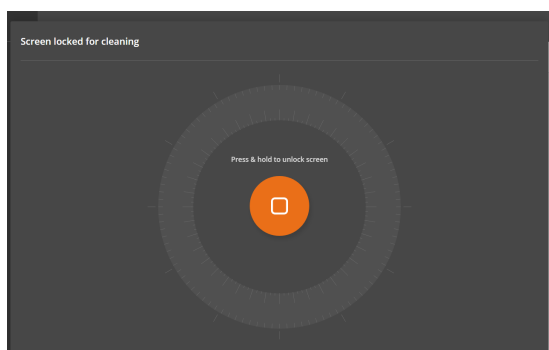 Screen locked for cleaning
Press & hold to unlock screen